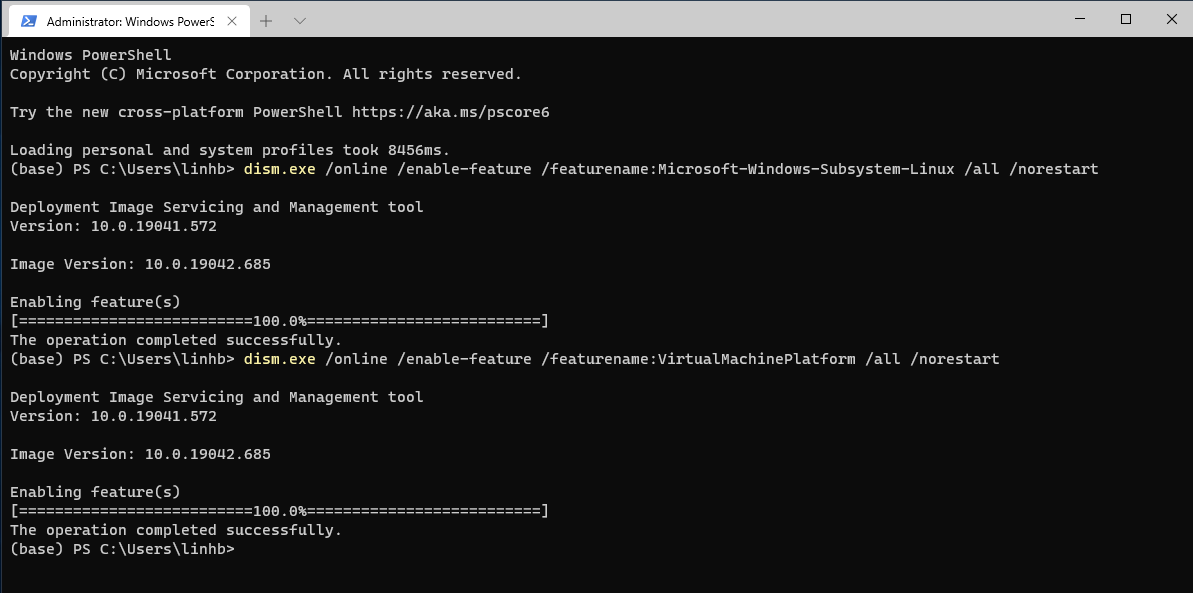 Administrator: Windows PowerS
Windows PowerShell
Copyright (C) Microsoft Corporation. All rights reserved.
Try the new cross-platform PowerShell https://aka.ms/pscore6
Loading personal and system profiles took 8456ms.
(base) PS C:\Users\linhb> dism.exe /online /enable-feature /featurename:Microsoft-Windows-Subsystem-Linux /all /norestart
Deployment Image Servicing and Management tool
Version: 10.0.19041.572
Image Version: 10.0.19042.685
Enabling feature(s)
[==========================100.0%==========================]
The operation completed successfully.
(base) PS C:\Users\linhb> dism.exe /online /enable-feature /featurename:VirtualMachinePlatform /all /norestart
Deployment Image Servicing and Management tool
Version: 10.0.19041.572
Image Version: 10.0.19042.685
Enabling feature(s)
[==========================100.0%==========================]
The operation completed successfully.
(base) PS C:\Users\linhb>